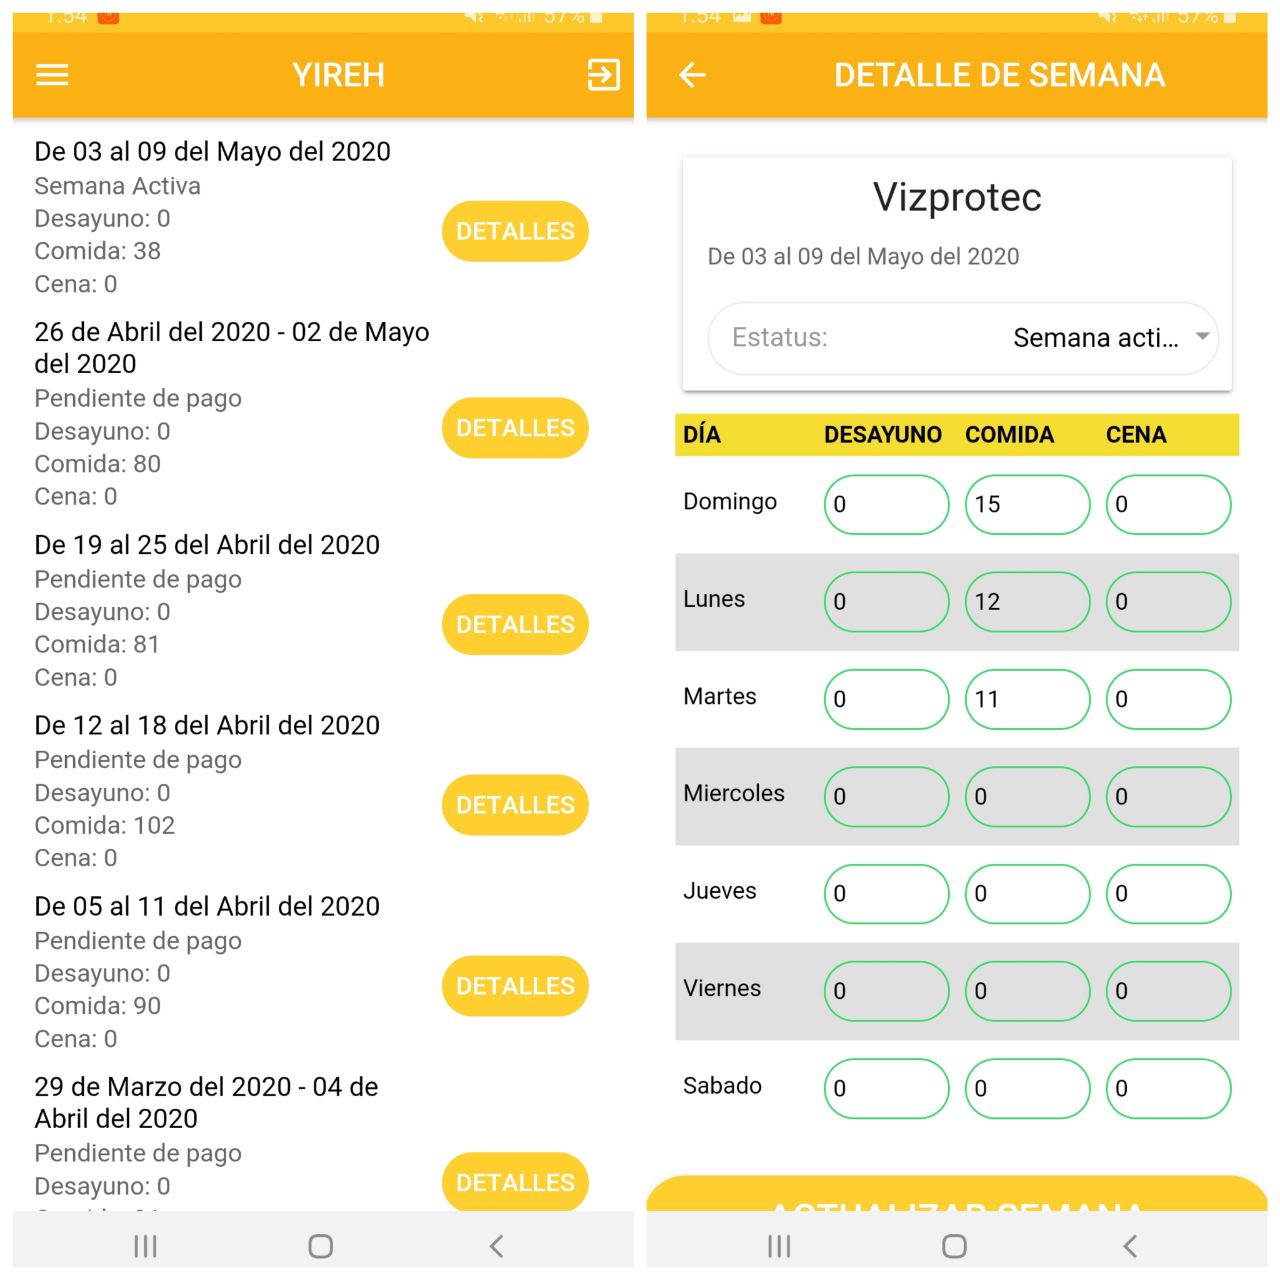 1:54 57%
YIREH
De 03 al 09 del Mayo del 2020
Semana Activa
Desayuno: 0
Comida: 38
Cena: 0
DETALLES
26 de Abril del 2020 - 02 de Mayo
del 2020
Pendiente de pago
Desayuno: 0
Comida: 80
Cena: 0
DETALLES
De 19 al 25 del Abril del 2020
Pendiente de pago
Desayuno: 0
Comida: 81
Cena: 0
DETALLES
De 12 al 18 del Abril del 2020
Pendiente de pago
Desayuno: 0
Comida: 102
Cena: 0
DETALLES
De 05 al 11 del Abril del 2020
Pendiente de pago
Desayuno: 0
Comida: 90
Cena: 0
DETALLES
29 de Marzo del 2020 - 04 de
Abril del 2020
Pendiente de pago
Desayuno: 0
DETALLES
1:54 57%
DETALLE DE SEMANA
Vizprotec
De 03 al 09 del Mayo del 2020
Estatus: Semana acti...
DÍA DESAYUNO COMIDA CENA
Domingo 0 15 0
Lunes 0 12 0
Martes 0 11 0
Miercoles 0 0 0
Jueves 0 0 0
Viernes 0 0 0
Sabado 0 0 0
ACTUALIZAR SEMANA